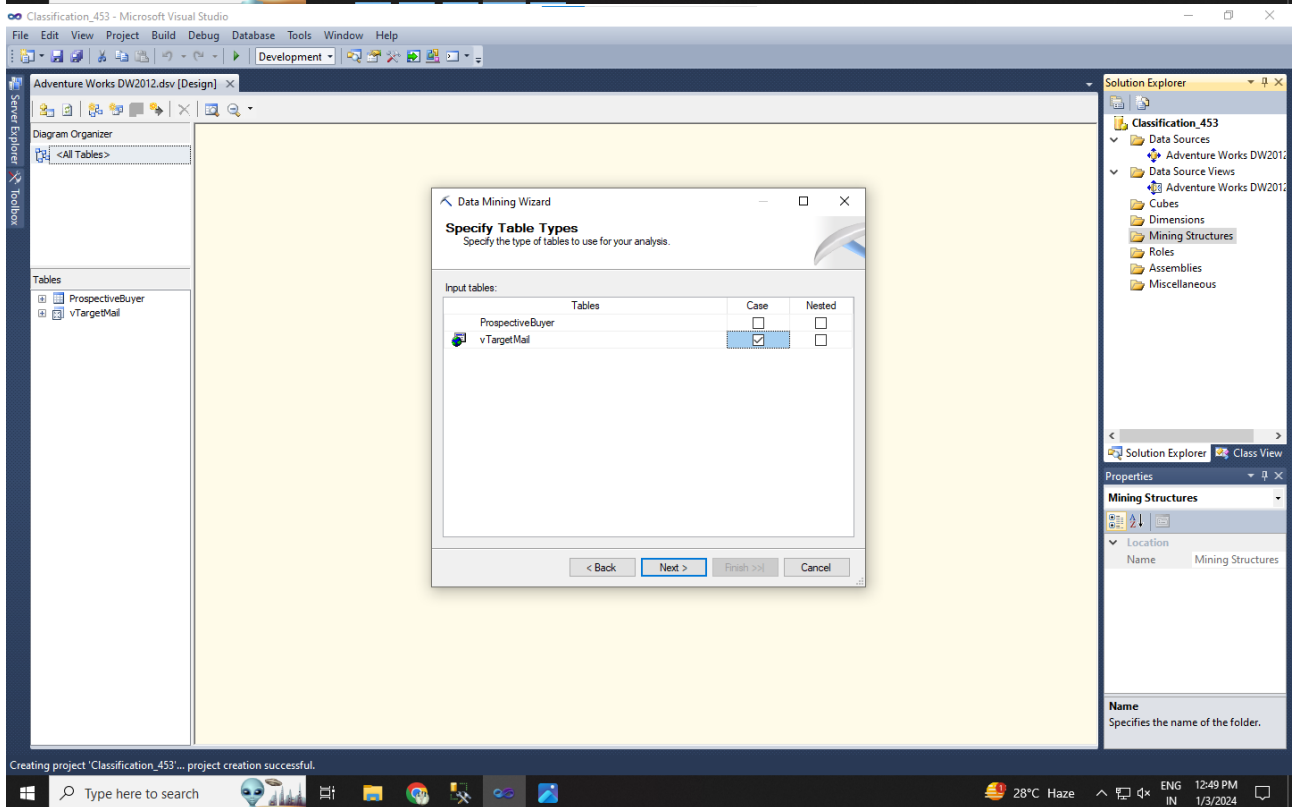 Classification_453 - Microsoft Visual Studio
File Edit View Project Build Debug Database Tools Window Help
Development
Server Explorer
Toolbox
Adventure Works DW2012.dsv [Design]
Diagram Organizer
<All Tables>
Tables
ProspectiveBuyer
vTargetMail
Data Mining Wizard
Specify Table Types
Specify the type of tables to use for your analysis.
Input tables:
Tables Case Nested
ProspectiveBuyer
vTargetMail
< Back Next > Finish >>| Cancel
Solution Explorer
Classification_453
Data Sources
Adventure Works DW2012
Data Source Views
Adventure Works DW2012
Cubes
Dimensions
Mining Structures
Roles
Assemblies
Miscellaneous
Solution Explorer Class View
Properties
Mining Structures
Location
Name Mining Structures
Name
Specifies the name of the folder.
Creating project 'Classification_453'... project creation successful.
Type here to search
28°C Haze
ENG
IN
12:49 PM
1/3/2024